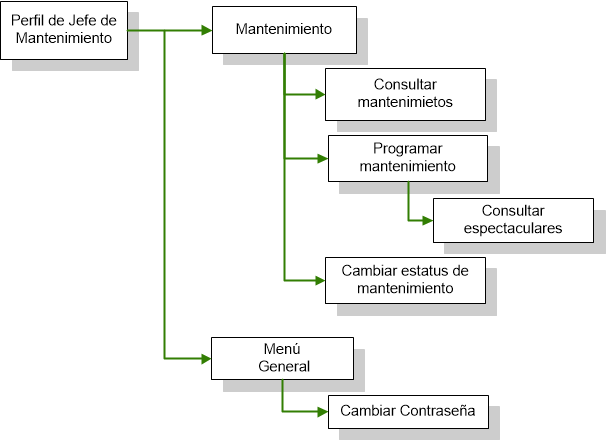 Perfil de Jefe de
Mantenimiento
Mantenimiento
Consultar
mantenimietos
Programar
mantenimiento
Consultar
espectaculares
Cambiar estatus de
mantenimiento
Menú
General
Cambiar Contraseña